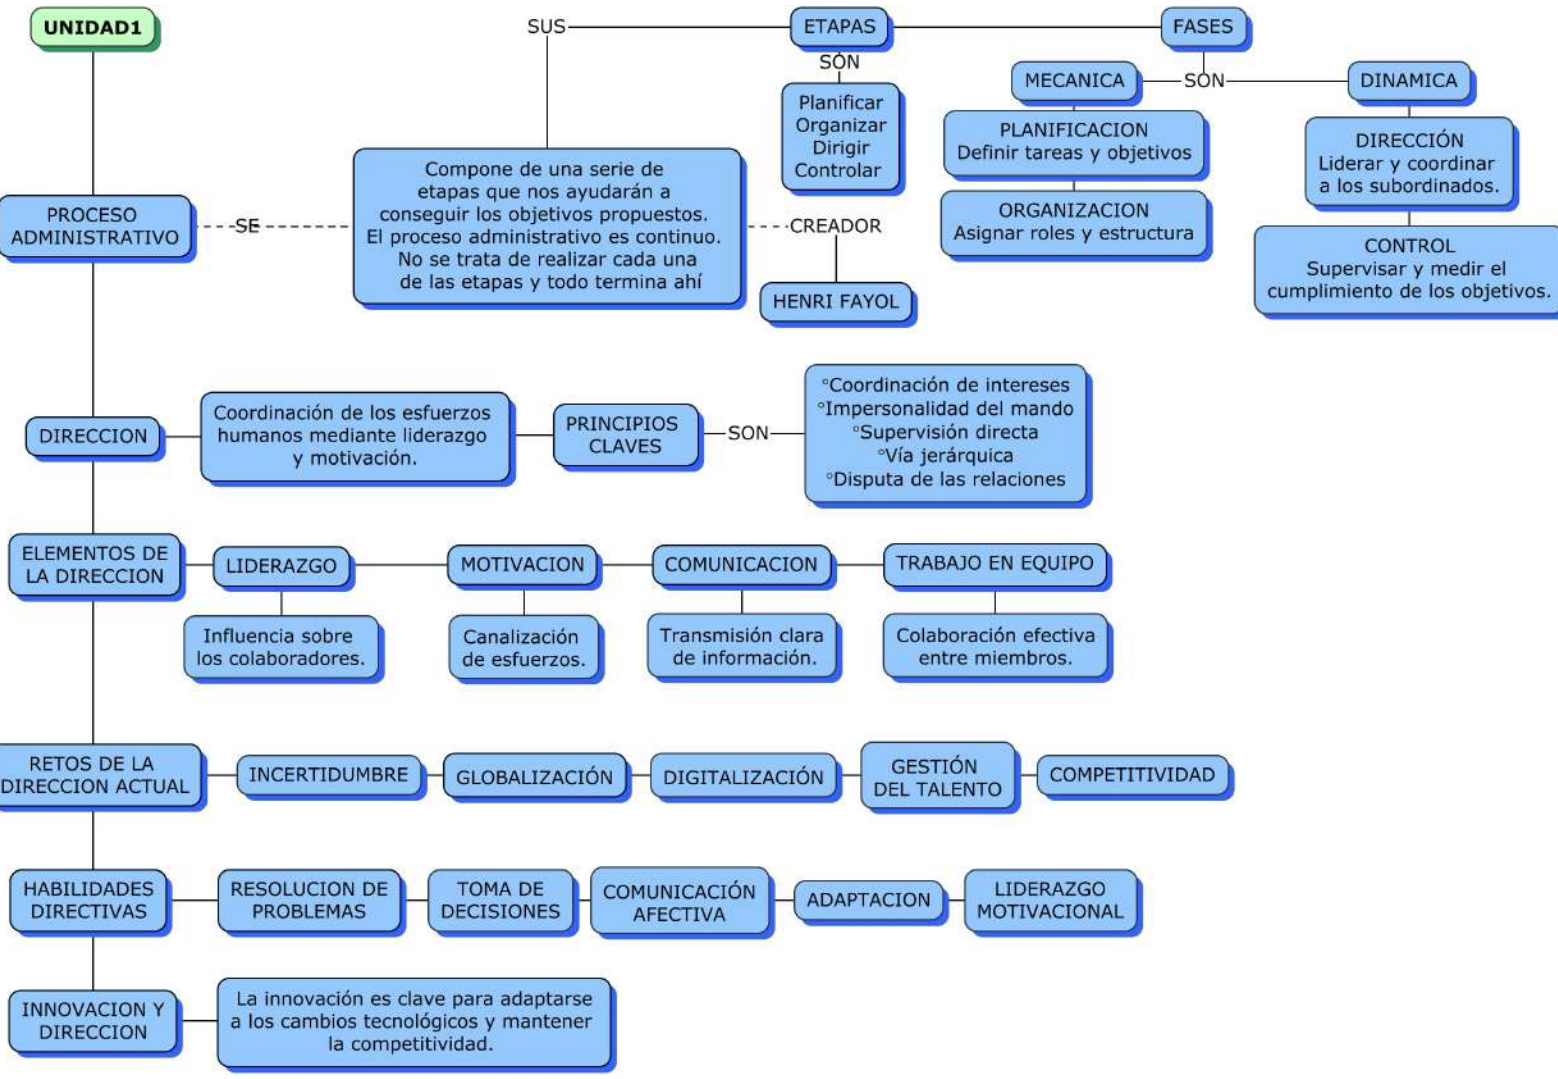 UNIDAD1
SUS
ETAPAS
FASES
SON
Planificar
Organizar
Dirigir
Controlar
MECANICA
SON
DINAMICA
PLANIFICACION
Definir tareas y objetivos
ORGANIZACION
Asignar roles y estructura
DIRECCIÓN
Liderar y coordinar
a los subordinados.
CONTROL
Supervisar y medir el
cumplimiento de los objetivos.
PROCESO
ADMINISTRATIVO
SE
Compone de una serie de
etapas que nos ayudarán a
conseguir los objetivos propuestos.
El proceso administrativo es continuo.
No se trata de realizar cada una
de las etapas y todo termina ahí
CREADOR
HENRI FAYOL
DIRECCION
Coordinación de los esfuerzos
humanos mediante liderazgo
y motivación.
PRINCIPIOS
CLAVES
SON
°Coordinación de intereses
°Impersonalidad del mando
°Supervisión directa
°Vía jerárquica
°Disputa de las relaciones
ELEMENTOS DE
LA DIRECCION
LIDERAZGO
MOTIVACION
COMUNICACION
TRABAJO EN EQUIPO
Influencia sobre
los colaboradores.
Canalización
de esfuerzos.
Transmisión clara
de información.
Colaboración efectiva
entre miembros.
RETOS DE LA
DIRECCION ACTUAL
INCERTIDUMBRE
GLOBALIZACIÓN
DIGITALIZACIÓN
GESTIÓN
DEL TALENTO
COMPETITIVIDAD
HABILIDADES
DIRECTIVAS
RESOLUCION DE
PROBLEMAS
TOMA DE
DECISIONES
COMUNICACIÓN
AFECTIVA
ADAPTACION
LIDERAZGO
MOTIVACIONAL
INNOVACION Y
DIRECCION
La innovación es clave para adaptarse
a los cambios tecnológicos y mantener
la competitividad.